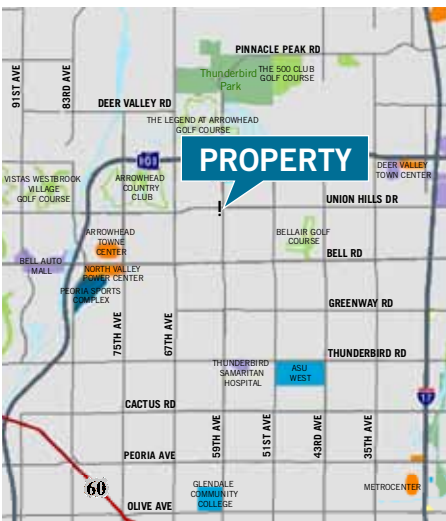 PINNACLE PEAK RD
91ST AVE
83RD AVE
Thunderbird
Park
THE 500 CLUB
GOLF COURSE
DEER VALLEY RD
THE LEGEND AT ARROWHEAD
GOLF COURSE
101
PROPERTY
VISTAS WESTBROOK
VILLAGE
GOLF COURSE
ARROWHEAD
COUNTRY
CLUB
DEER VALLEY
TOWN CENTER
UNION HILLS DR
ARROWHEAD
TOWNE
CENTER
BELLAIR GOLF
COURSE
BELL RD
BELL AUTO
MALL
NORTH VALLEY
POWER CENTER
PEORIA SPORTS
COMPLEX
GREENWAY RD
75TH AVE
67TH AVE
THUNDERBIRD RD
THUNDERBIRD
SAMARITAN
HOSPITAL
ASU
WEST
17
CACTUS RD
59TH AVE
51ST AVE
43RD AVE
35TH AVE
PEORIA AVE
60
GLENDALE
COMMUNITY
COLLEGE
METROCENTER
OLIVE AVE